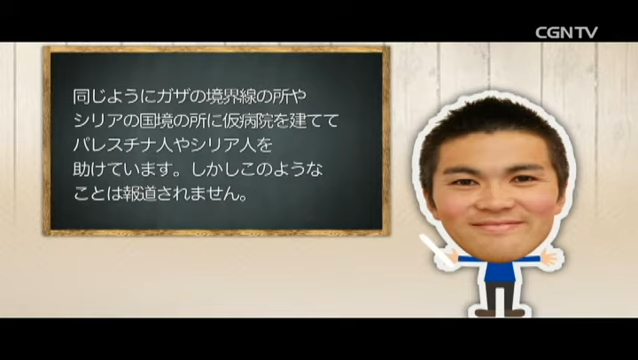 CGNTV
同じようにガザの境界線の所や
シリアの国境の所に仮病院を建てて
パレスチナ人やシリア人を
助けています。しかしこのような
ことは報道されません。